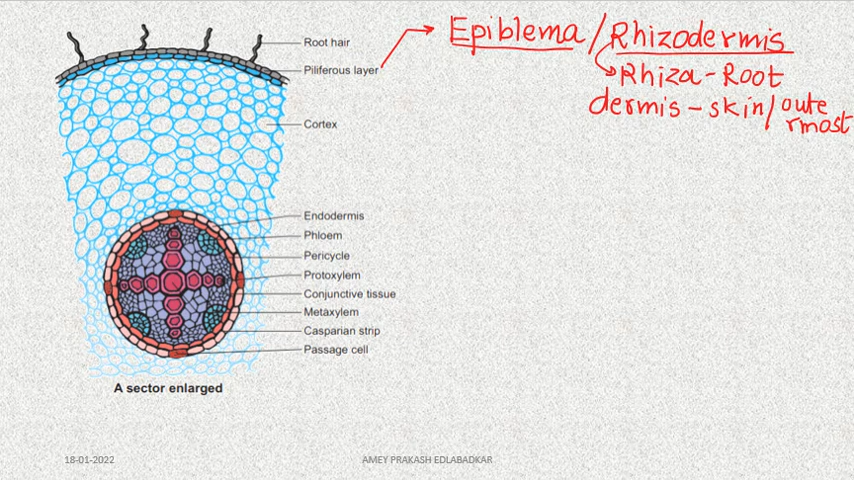 Root hair
Piliferous layer
Cortex
Endodermis
Phloem
Pericycle
Protoxylem
Conjunctive tissue
Metaxylem
Casparian strip
Passage cell
A sector enlarged
Epiblema / Rhizodermis
Rhiza - Root
dermis - skin / oute
rmost
18-01-2022
AMEY PRAKASH EDLABADKAR